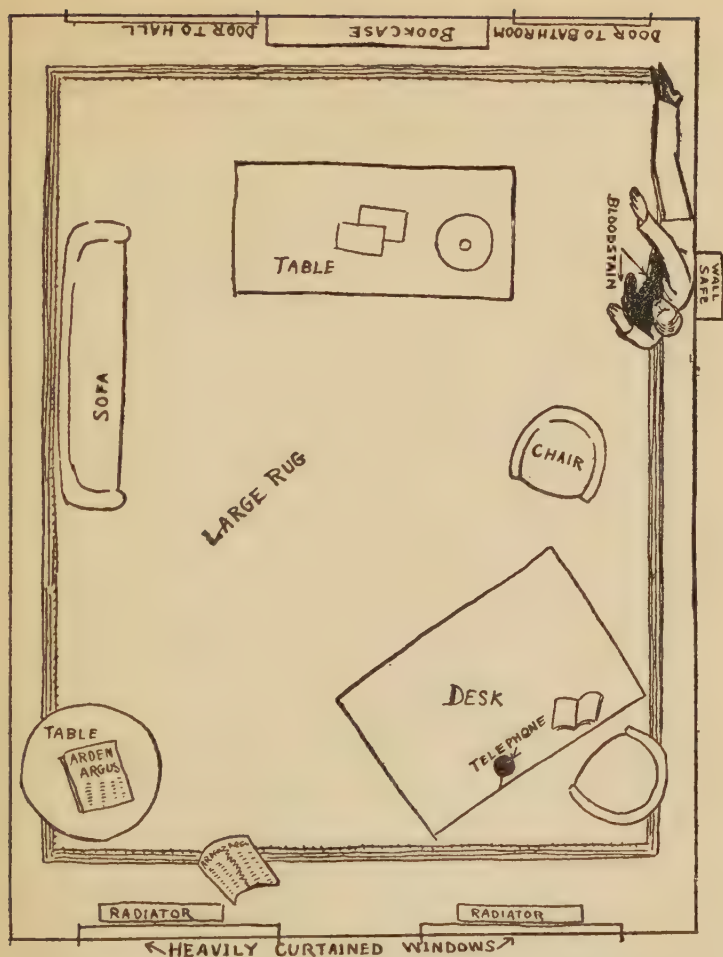 DOOR TO HALL
BOOKCASE
DOOR TO BATHROOM
BLOODSTAIN
WALL
SAFE
TABLE
SOFA
CHAIR
LARGE RUG
DESK
TELEPHONE
TABLE
ARDEN
ARGUS
RADIATOR
RADIATOR
HEAVILY CURTAINED WINDOWS